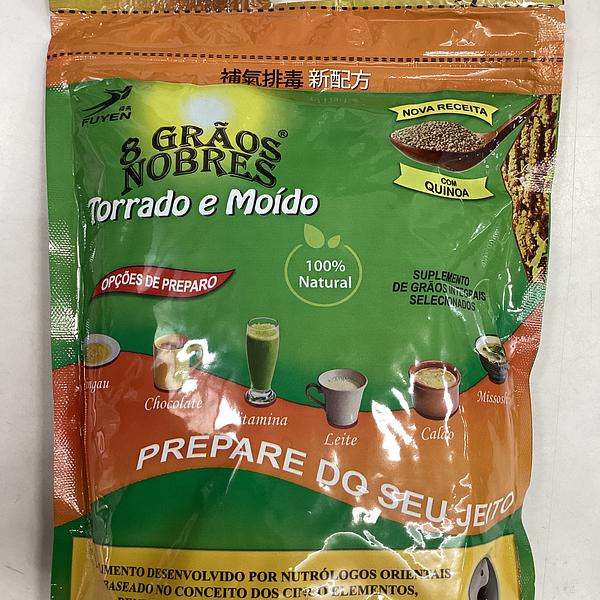 補氣排毒 新配方
福燕
FUYEN
8 GRÃOS
NOBRES®
Torrado e Moído
NOVA RECEITA
COM
QUINOA
100%
Natural
OPÇÕES DE PREPARO
SUPLEMENTO
DE GRÃOS INTEGRAIS
SELECIONADOS
Chocolate
Leite
Caldo
PREPARE DO SEU JEITO
DESENVOLVIDO POR NUTRÓLOGOS ORIENTAIS
BASEADO NO CONCEITO DOS CINCO ELEMENTOS,